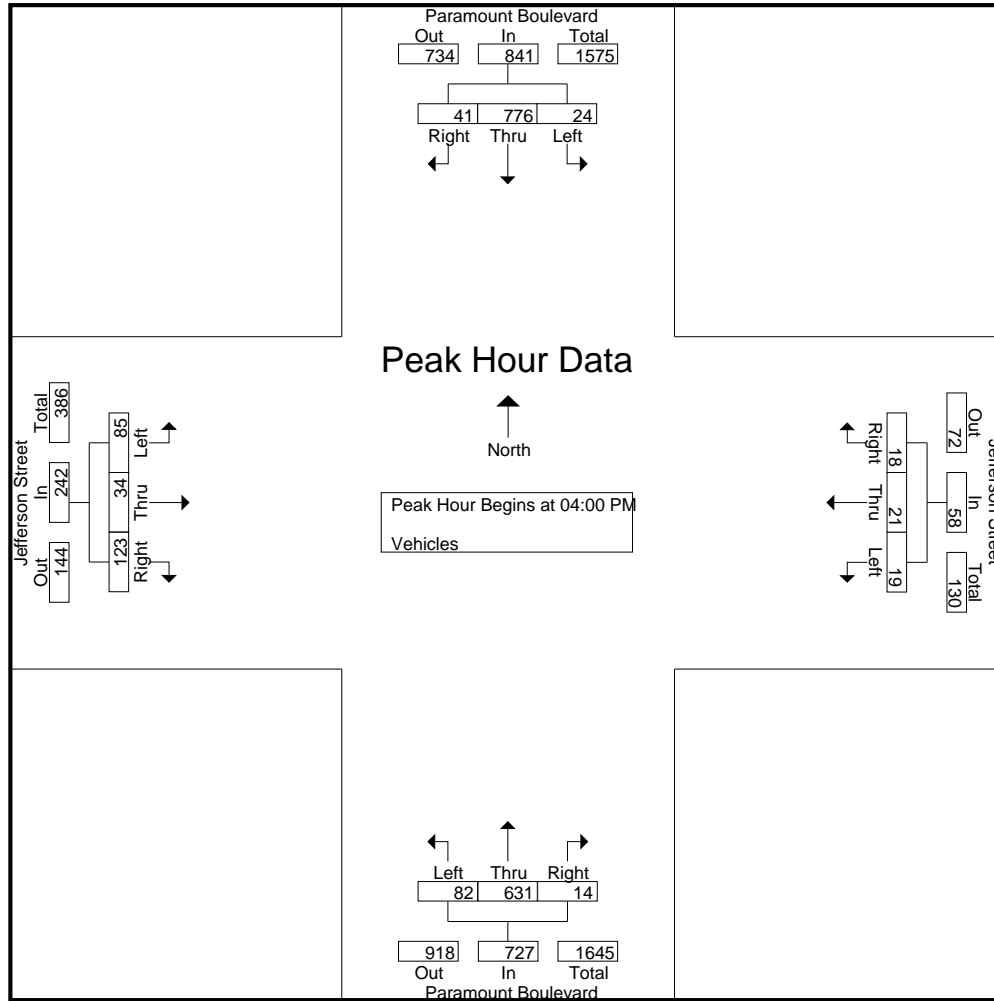 Paramount Boulevard
Out In Total
734 841 1575
41 776 24
Right Thru Left
Peak Hour Data
North
Peak Hour Begins at 04:00 PM
Vehicles
Jefferson Street
Out In Total
144 242 386
123 34 85
Right Thru Left
Jefferson Street
Out In Total
72 58 130
18 21 19
Right Thru Left
Left Thru Right
82 631 14
918 727 1645
Out In Total
Paramount Boulevard